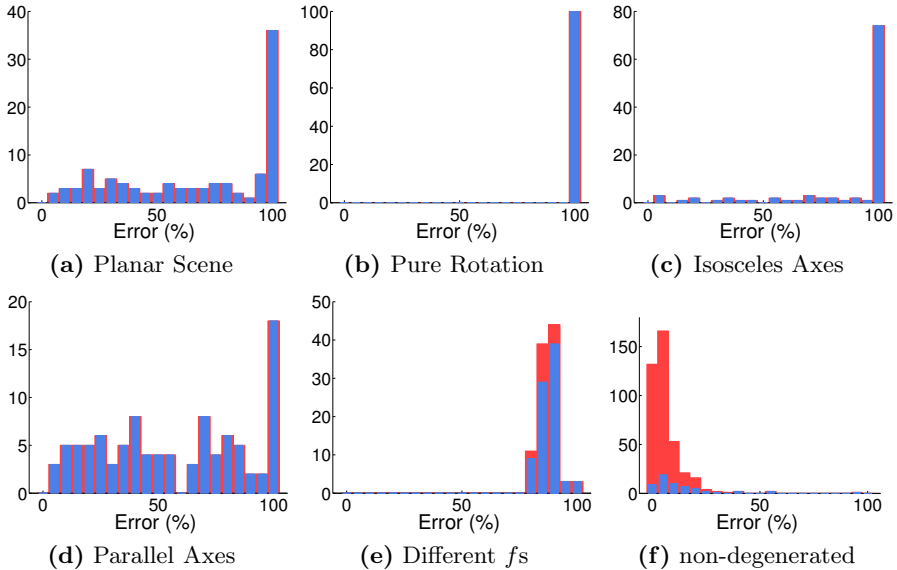 40
30
20
10
0
0 50 100
Error (%)
(a) Planar Scene
100
80
60
40
20
0
0 50 100
Error (%)
(b) Pure Rotation
80
60
40
20
0
0 50 100
Error (%)
(c) Isosceles Axes
20
15
10
5
0
0 50 100
Error (%)
(d) Parallel Axes
50
40
30
20
10
0
0 50 100
Error (%)
(e) Different fs
150
100
50
0
0 50 100
Error (%)
(f) non-degenerated